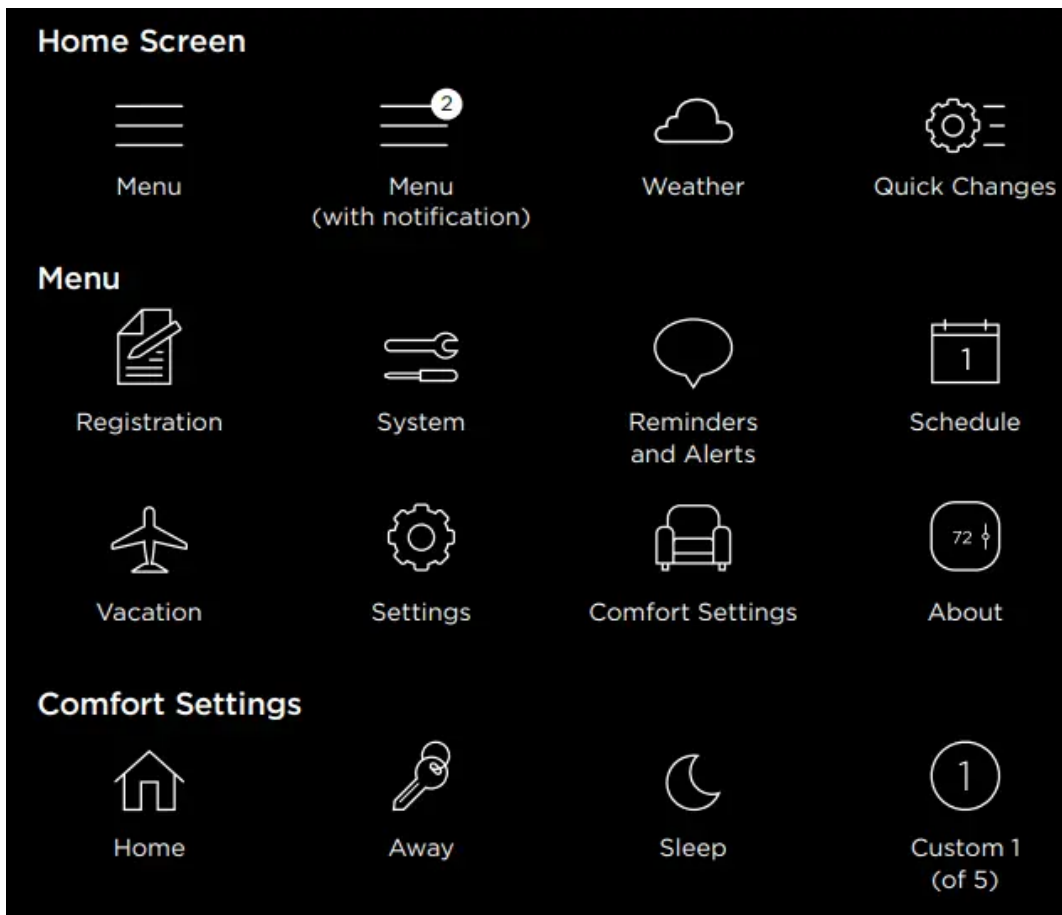 Home Screen
2
Menu
Menu
(with notification)
Weather
Quick Changes
Menu
1
Registration
System
Reminders
and Alerts
Schedule
72
Vacation
Settings
Comfort Settings
About
Comfort Settings
1
Home
Away
Sleep
Custom 1
(of 5)